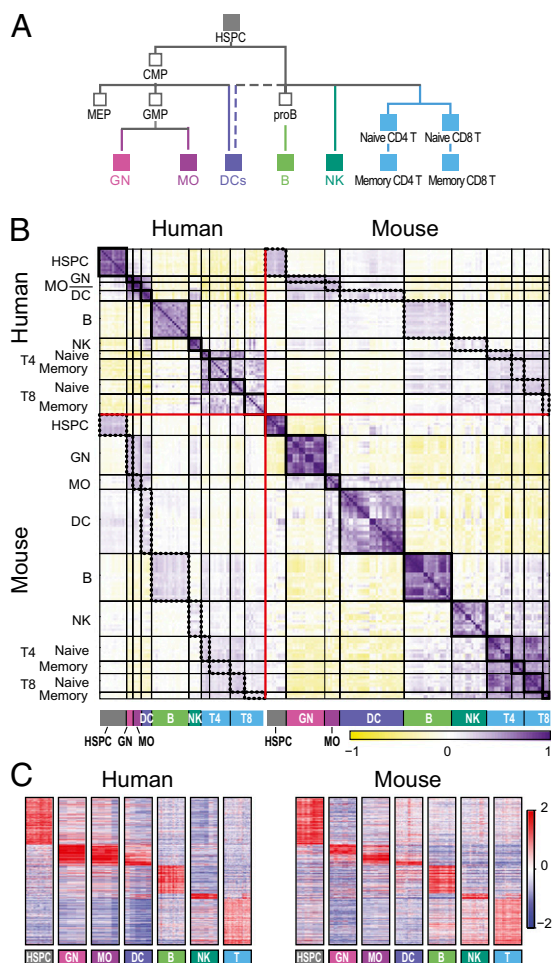 A
HSPC
CMP
MEP GMP proB
Naive CD4 T Naive CD8 T
GN MO DCs B NK Memory CD4 T Memory CD8 T
B Human Mouse
Human
HSPC
GN
MO
DC
B
NK
T4 Naive
Memory
T8 Naive
Memory
Mouse
HSPC
GN
MO
DC
B
NK
T4 Naive
Memory
T8 Naive
Memory
DC B NK T4 T8 GN DC B NK T4 T8
HSPC GN MO HSPC MO
−1 0 1
C Human Mouse
2
0
−2
HSPC GN MO DC B NK T HSPC GN MO DC B NK T